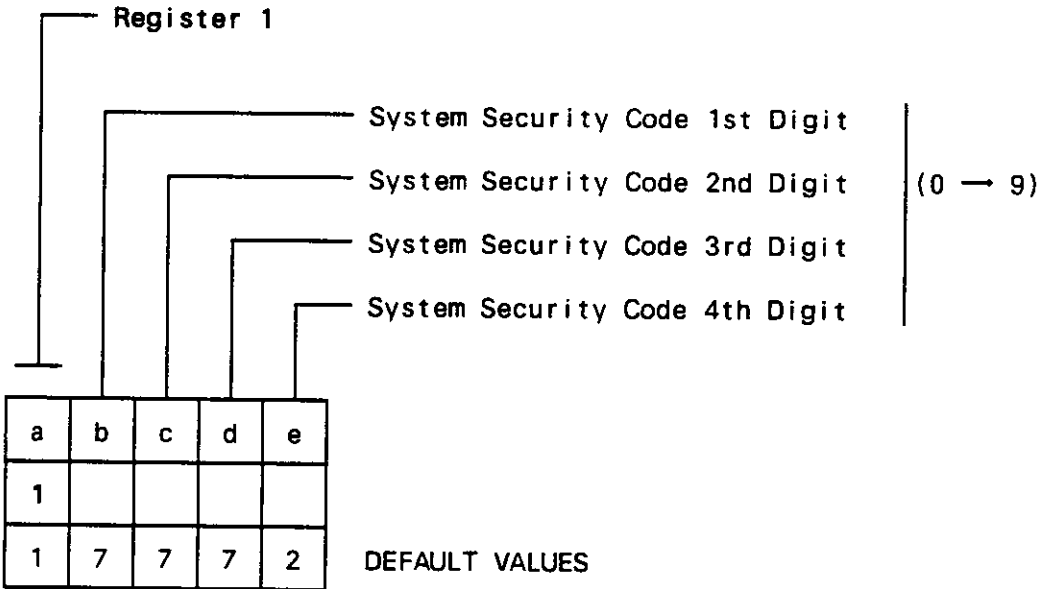 Register 1
System Security Code 1st Digit
System Security Code 2nd Digit (0 → 9)
System Security Code 3rd Digit
System Security Code 4th Digit
a b c d e
1
1 7 7 7 2 DEFAULT VALUES